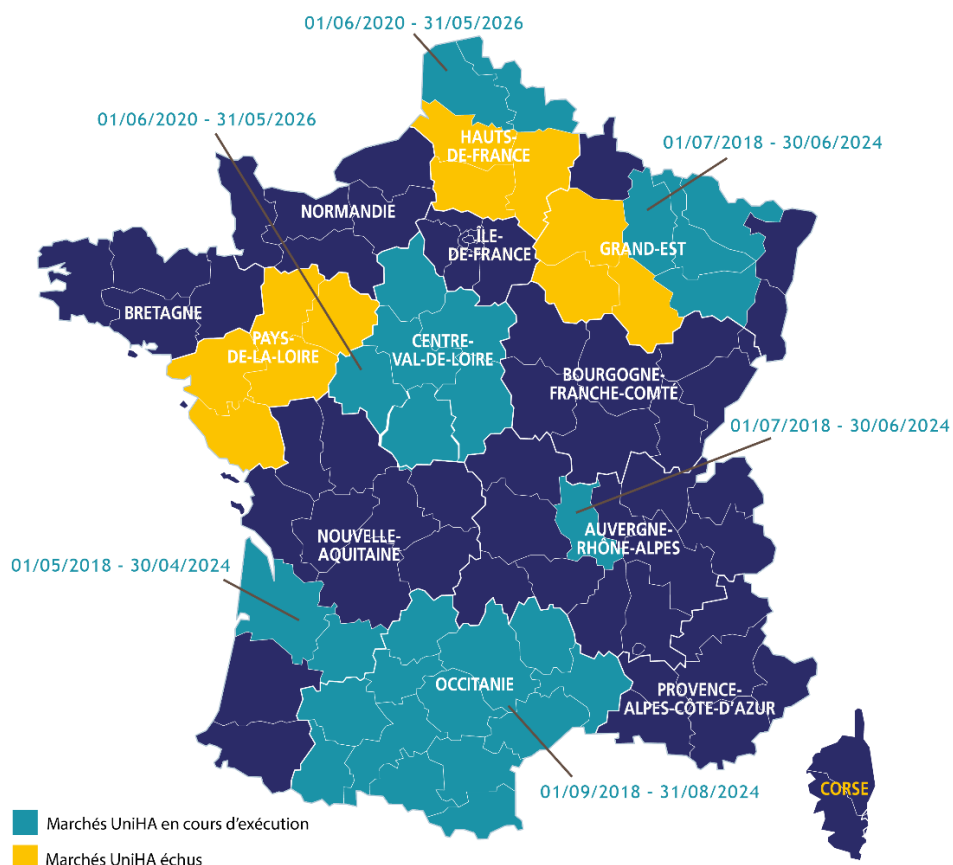 01/06/2020 - 31/05/2026
01/06/2020 - 31/05/2026
01/07/2018 - 30/06/2024
HAUTS-
DE-FRANCE
NORMANDIE
ÎLE-
DE-FRANCE
GRAND-EST
BRETAGNE
PAYS-
DE-LA-LOIRE
CENTRE-
VAL-DE-LOIRE
BOURGOGNE-
FRANCHE-COMTÉ
01/07/2018 - 30/06/2024
NOUVELLE-
AQUITAINE
AUVERGNE-
RHÔNE-ALPES
01/05/2018 - 30/04/2024
OCCITANIE
PROVENCE-
ALPES-CÔTE-D'AZUR
CORSE
01/09/2018 - 31/08/2024
Marchés UniHA en cours d'exécution
Marchés UniHA échus